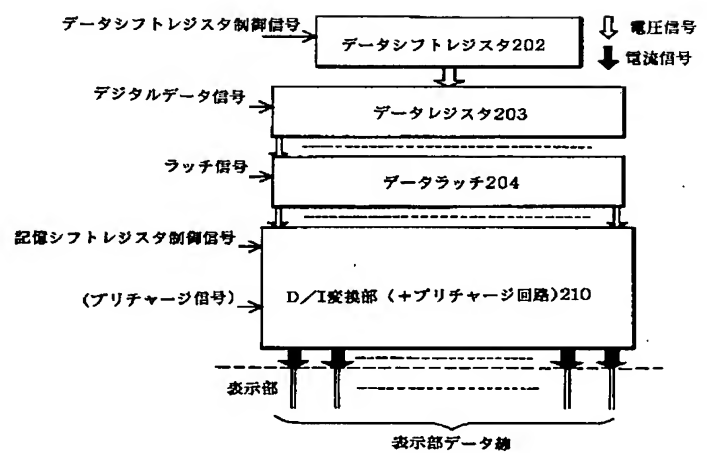 データシフトレジスタ制御信号
データシフトレジスタ202
電圧信号
電流信号
デジタルデータ信号
データレジスタ203
ラッチ信号
データラッチ204
記憶シフトレジスタ制御信号
(プリチャージ信号)
D/I変換部(+プリチャージ回路)210
表示部
表示部データ線